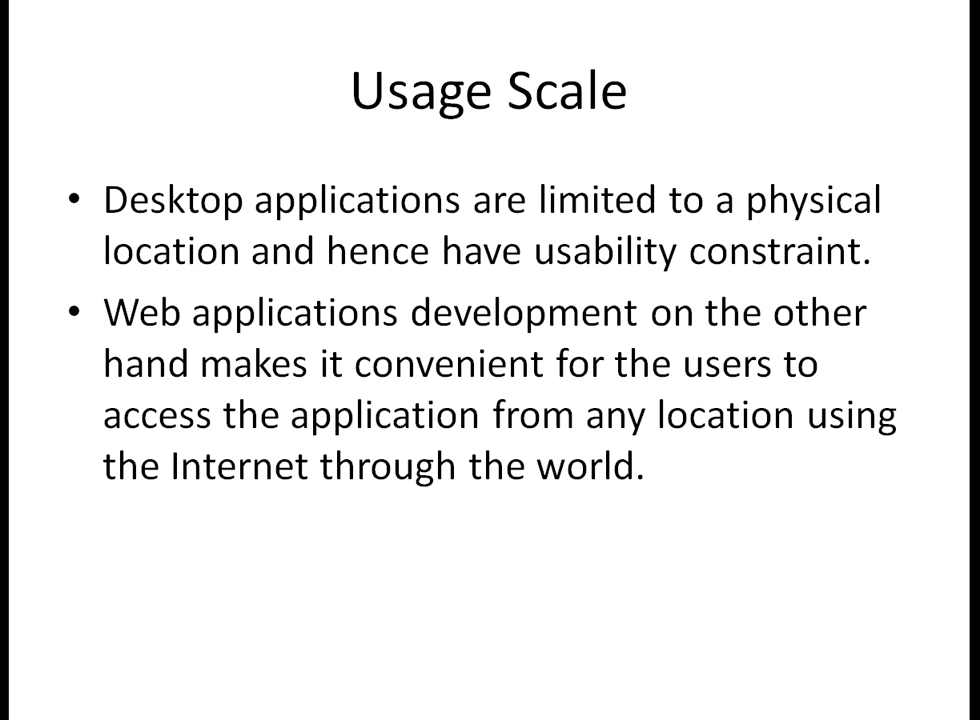 Usage Scale
• Desktop applications are limited to a physical
location and hence have usability constraint.
• Web applications development on the other
hand makes it convenient for the users to
access the application from any location using
the Internet through the world.